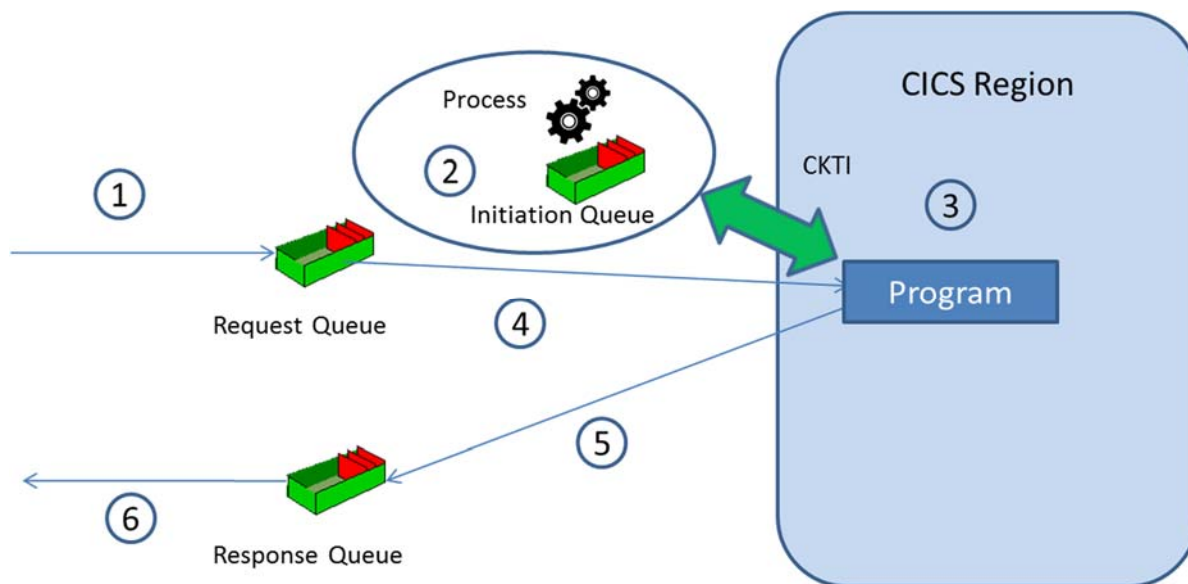 CICS Region
Process
CKTI
1
2
3
Initiation Queue
Program
Request Queue
4
5
6
Response Queue